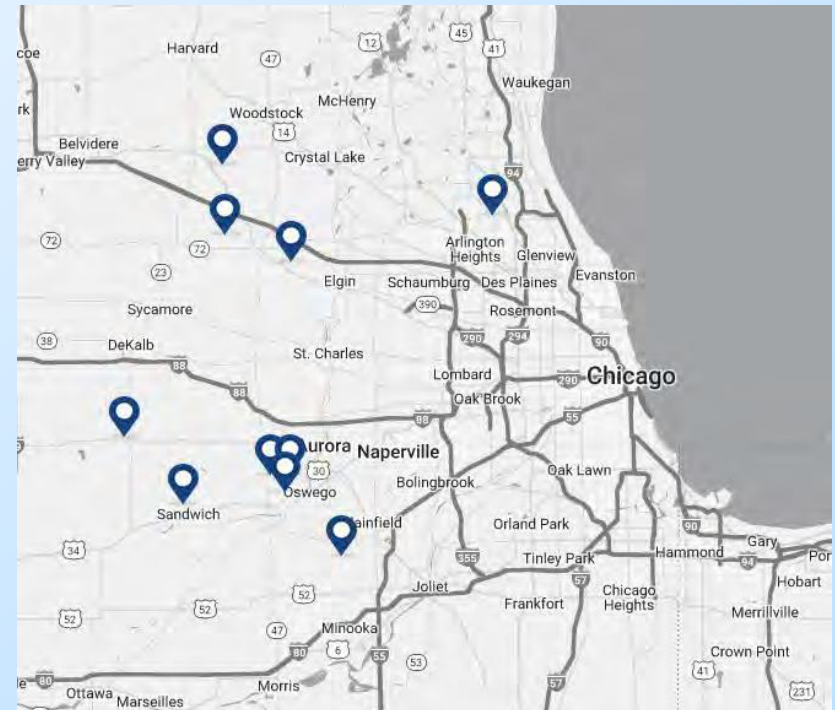 45
41
12
coe
Harvard
47
Waukegan
McHenry
rk
Woodstock
14
Belvidere
erry Valley
Crystal Lake
94
72
72
Arlington
Heights
Glenview
23
Evanston
Elgin
Schaumburg
Des Plaines
390
Rosemont
Sycamore
38
DeKalb
290
294
90
St. Charles
88
Lombard
290
Chicago
88
Oak Brook
88
55
urora
Naperville
30
Oak Lawn
Oswego
Bolingbrook
Sandwich
ainfield
Orland Park
90
34
Gary
355
Tinley Park
Hammond
94
Por
57
Hobart
Joliet
52
Chicago
Heights
52
52
Frankfort
Merrillville
47
Minooka
6
80
55
53
Crown Point
41
le
80
Ottawa
Morris
57
231
Marseilles